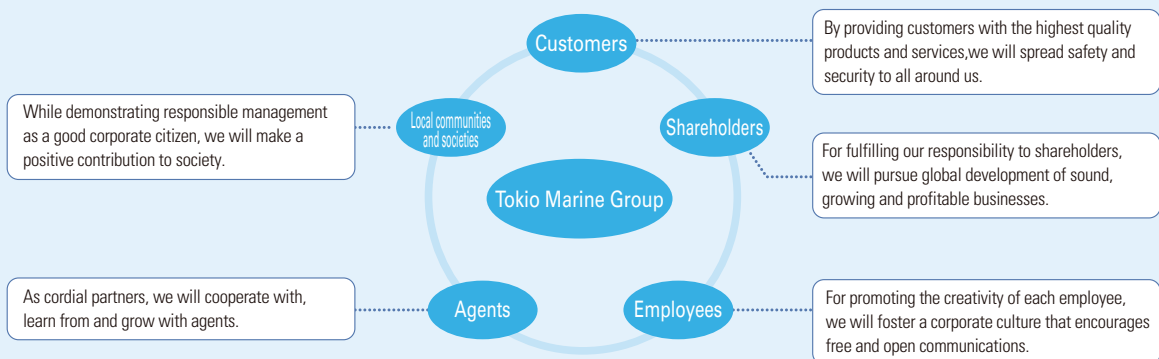 Customers
By providing customers with the highest quality
products and services,we will spread safety and
security to all around us.
While demonstrating responsible management
as a good corporate citizen, we will make a
positive contribution to society.
Local communities
and societies
Shareholders
For fulfilling our responsibility to shareholders,
we will pursue global development of sound,
growing and profitable businesses.
Tokio Marine Group
As cordial partners, we will cooperate with,
learn from and grow with agents.
Agents
Employees
For promoting the creativity of each employee,
we will foster a corporate culture that encourages
free and open communications.